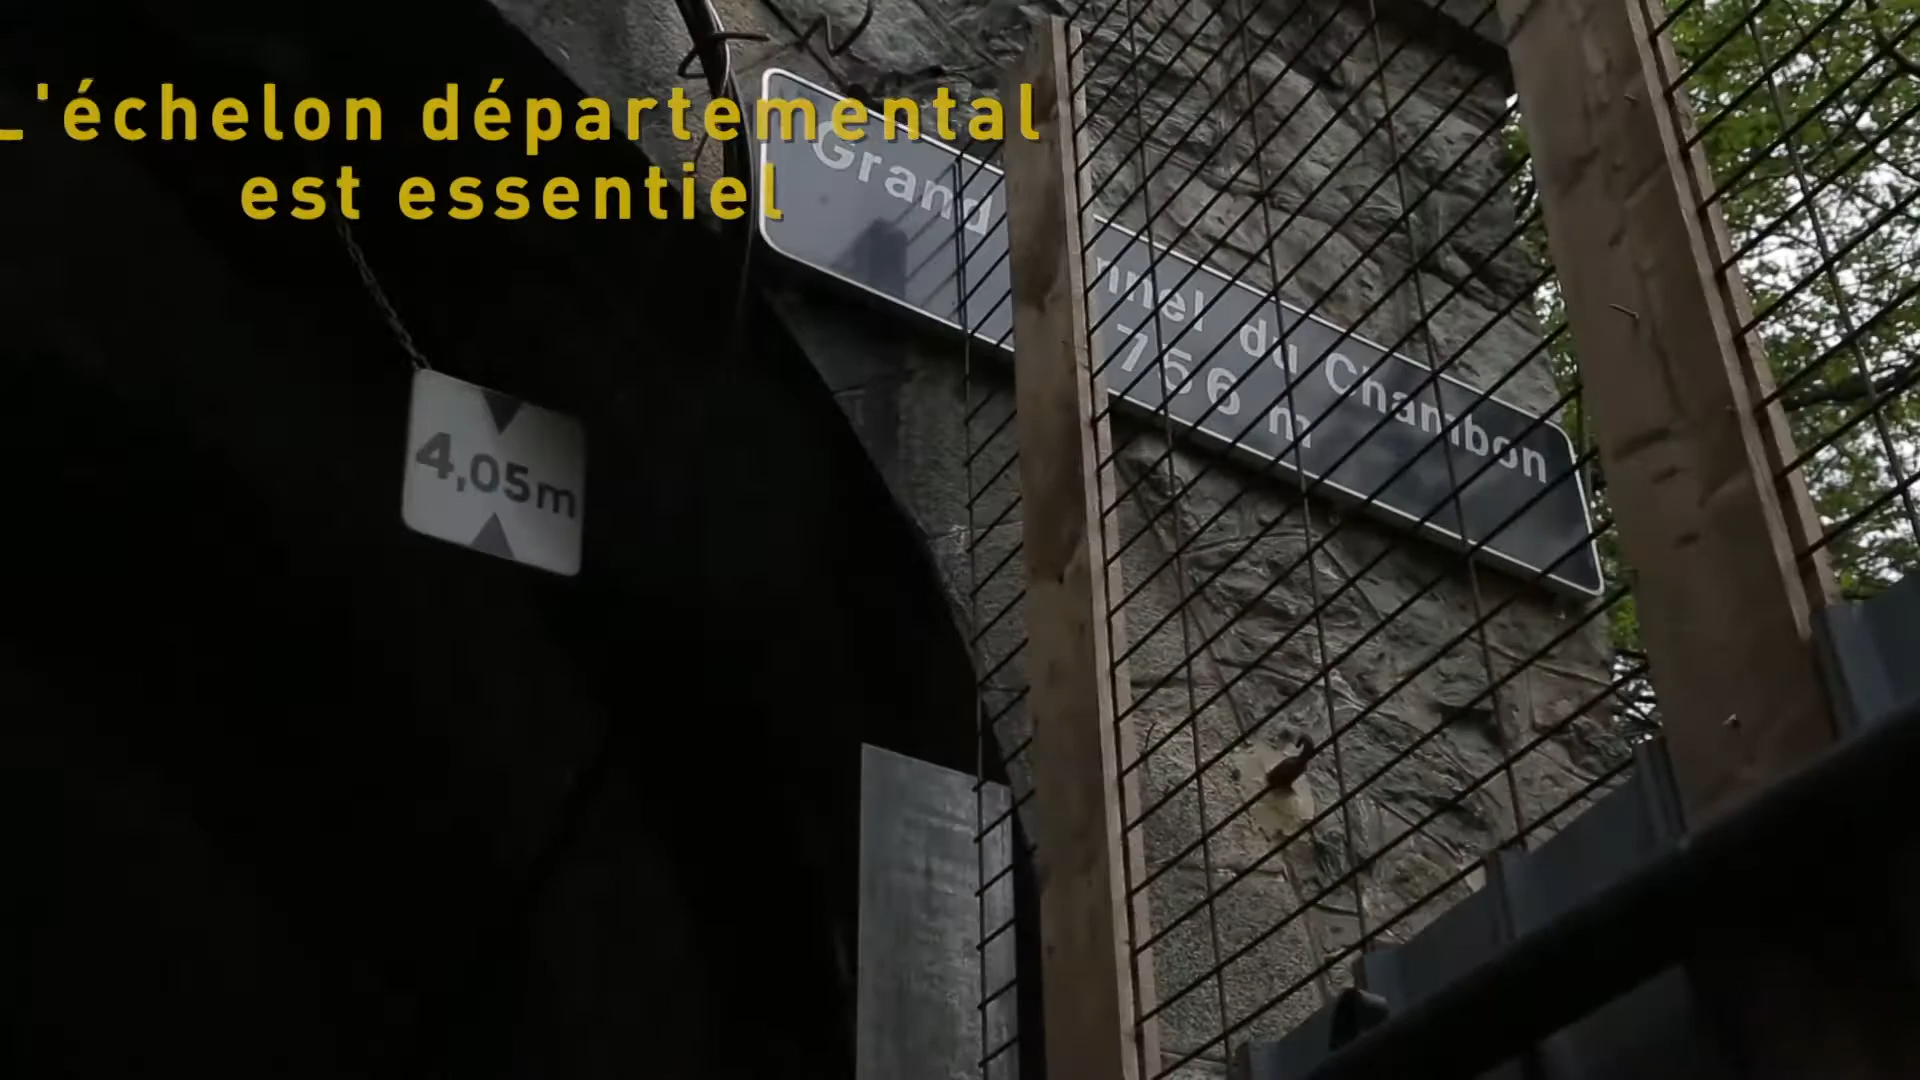 L'échelon départemental
est essentiel
Grand nnel du Chambon
756 m
4,05m